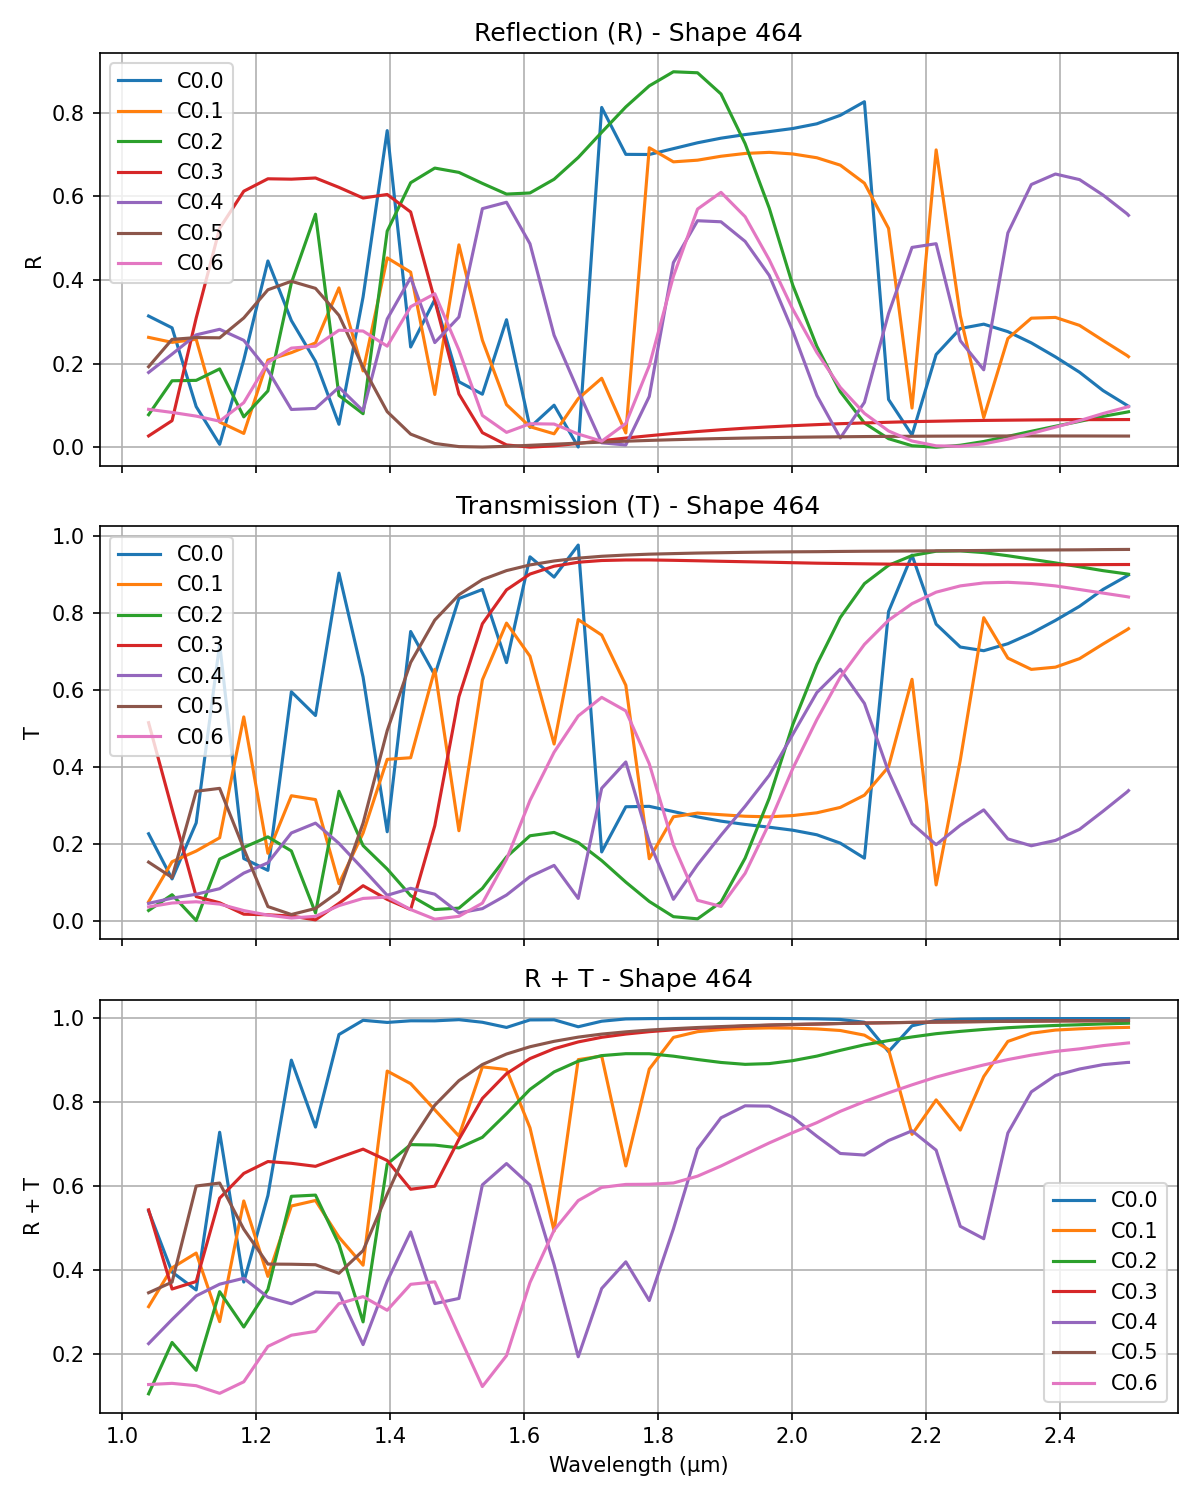 Reflection (R) - Shape 464
C0.0
C0.1
C0.2
C0.3
C0.4
C0.5
C0.6
0.8
0.6
0.4
0.2
0.0
R
Transmission (T) - Shape 464
C0.0
C0.1
C0.2
C0.3
C0.4
C0.5
C0.6
1.0
0.8
0.6
0.4
0.2
0.0
T
R + T - Shape 464
1.0
0.8
0.6
0.4
0.2
R + T
C0.0
C0.1
C0.2
C0.3
C0.4
C0.5
C0.6
1.0 1.2 1.4 1.6 1.8 2.0 2.2 2.4
Wavelength (μm)